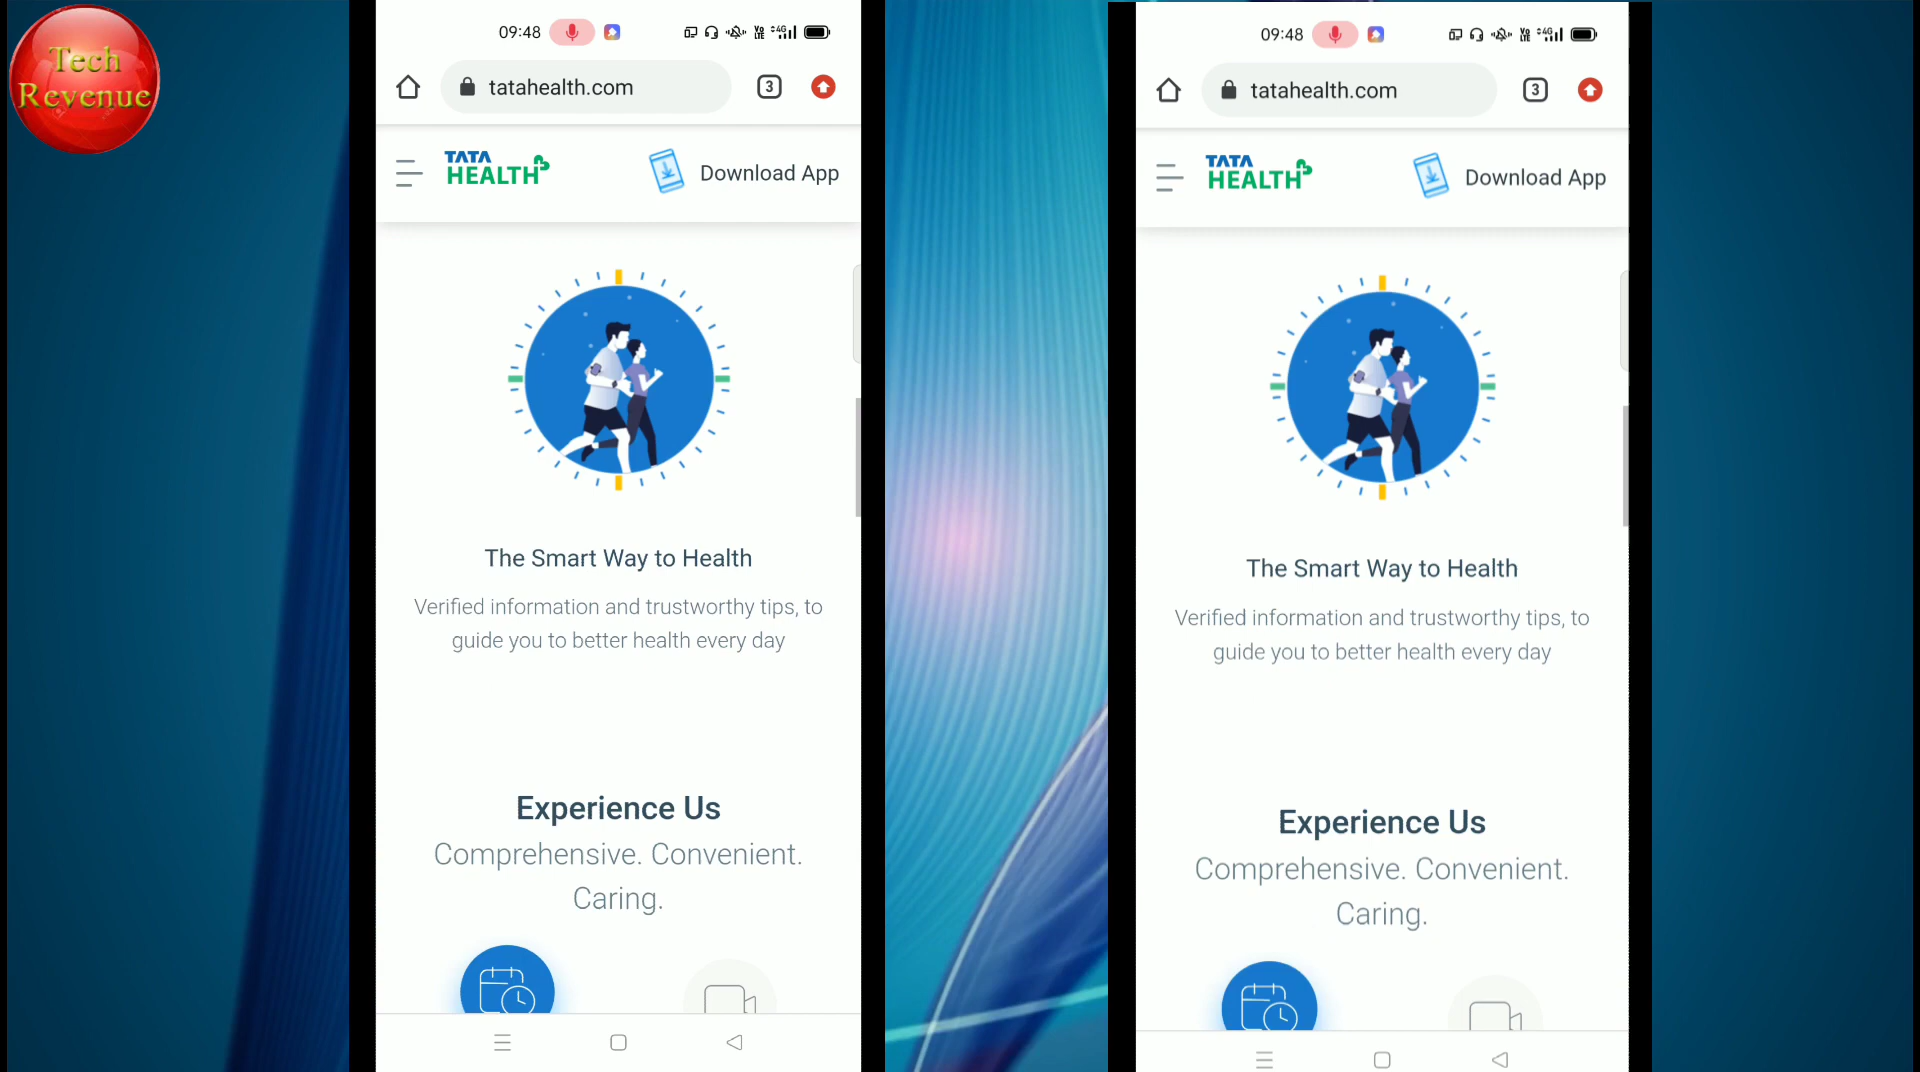 Tech
Revenue
09:48
tatahealth.com
3
TATA
HEALTH
Download App
The Smart Way to Health
Verified information and trustworthy tips, to
guide you to better health every day
Experience Us
Comprehensive. Convenient.
Caring.
09:48
tatahealth.com
3
TATA
HEALTH
Download App
The Smart Way to Health
Verified information and trustworthy tips, to
guide you to better health every day
Experience Us
Comprehensive. Convenient.
Caring.